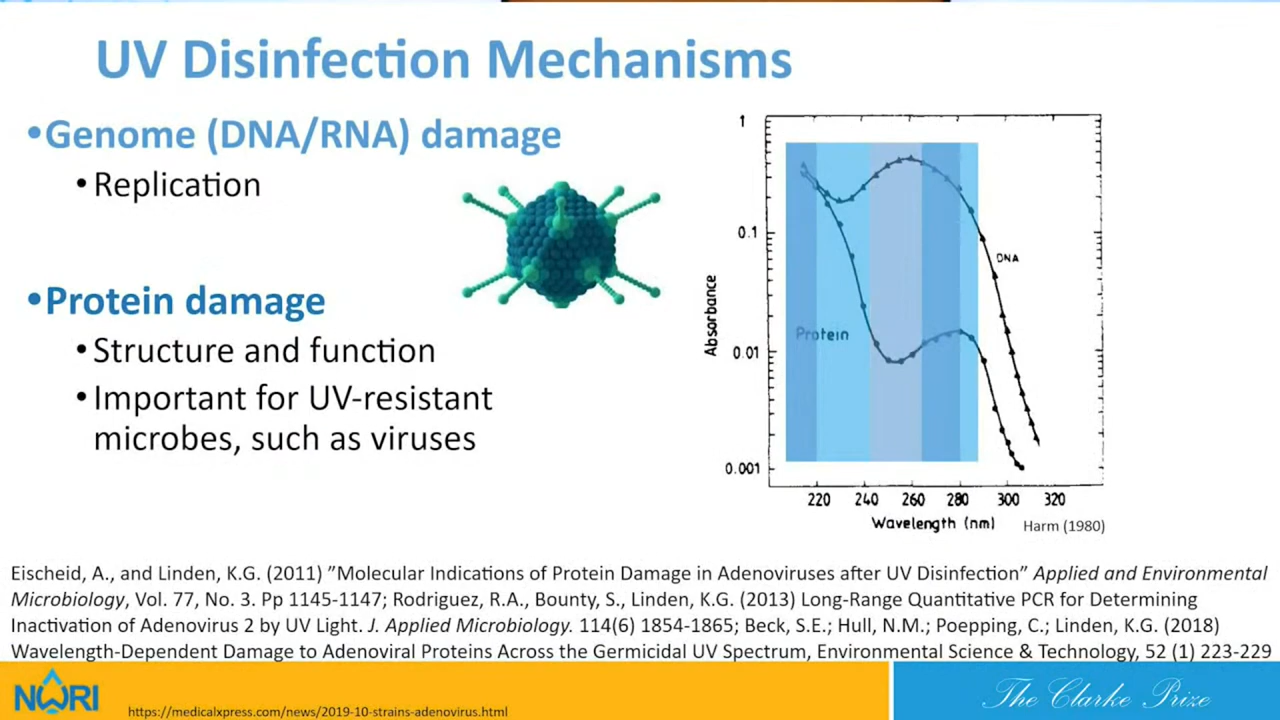 UV Disinfection Mechanisms
•Genome (DNA/RNA) damage
•Replication
•Protein damage
•Structure and function
•Important for UV-resistant
microbes, such as viruses
1
0.1
0.01
0.001
Absorbance
DNA
Protein
220 240 260 280 300 320
Wavelength (nm)
Harm (1980)
Eischeid, A., and Linden, K.G. (2011) ”Molecular Indications of Protein Damage in Adenoviruses after UV Disinfection” Applied and Environmental
Microbiology, Vol. 77, No. 3. Pp 1145-1147; Rodriguez, R.A., Bounty, S., Linden, K.G. (2013) Long-Range Quantitative PCR for Determining
Inactivation of Adenovirus 2 by UV Light. J. Applied Microbiology. 114(6) 1854-1865; Beck, S.E.; Hull, N.M.; Poepping, C.; Linden, K.G. (2018)
Wavelength-Dependent Damage to Adenoviral Proteins Across the Germicidal UV Spectrum, Environmental Science & Technology, 52 (1) 223-229
NWRI
https://medicalxpress.com/news/2019-10-strains-adenovirus.html
The Clarke Prize